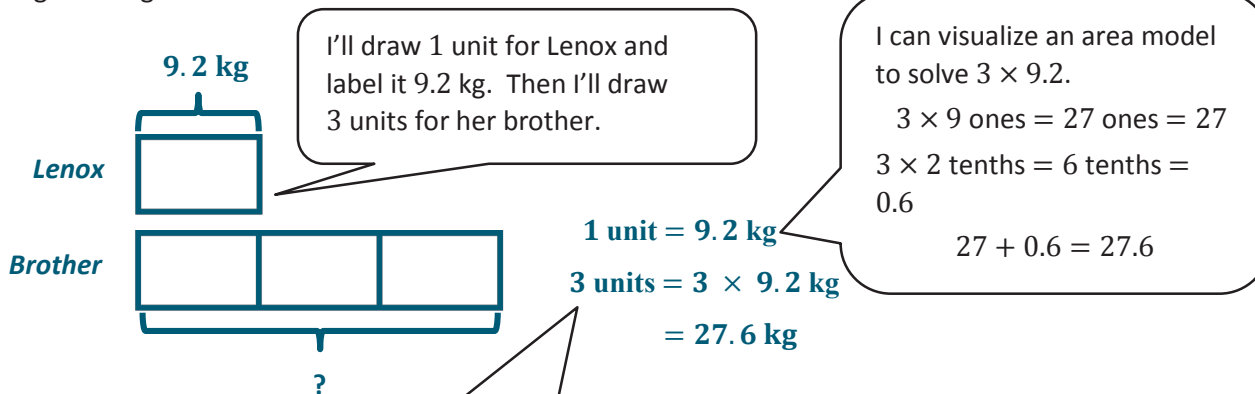 9.2 kg
I'll draw 1 unit for Lenox and
label it 9.2 kg.  Then I'll draw
3 units for her brother.
I can visualize an area model
to solve 3 × 9.2.
3 × 9 ones = 27 ones = 27
3 × 2 tenths = 6 tenths =
0.6
27 + 0.6 = 27.6
Lenox
Brother
1 unit = 9.2 kg
3 units = 3 × 9.2 kg
= 27.6 kg
?